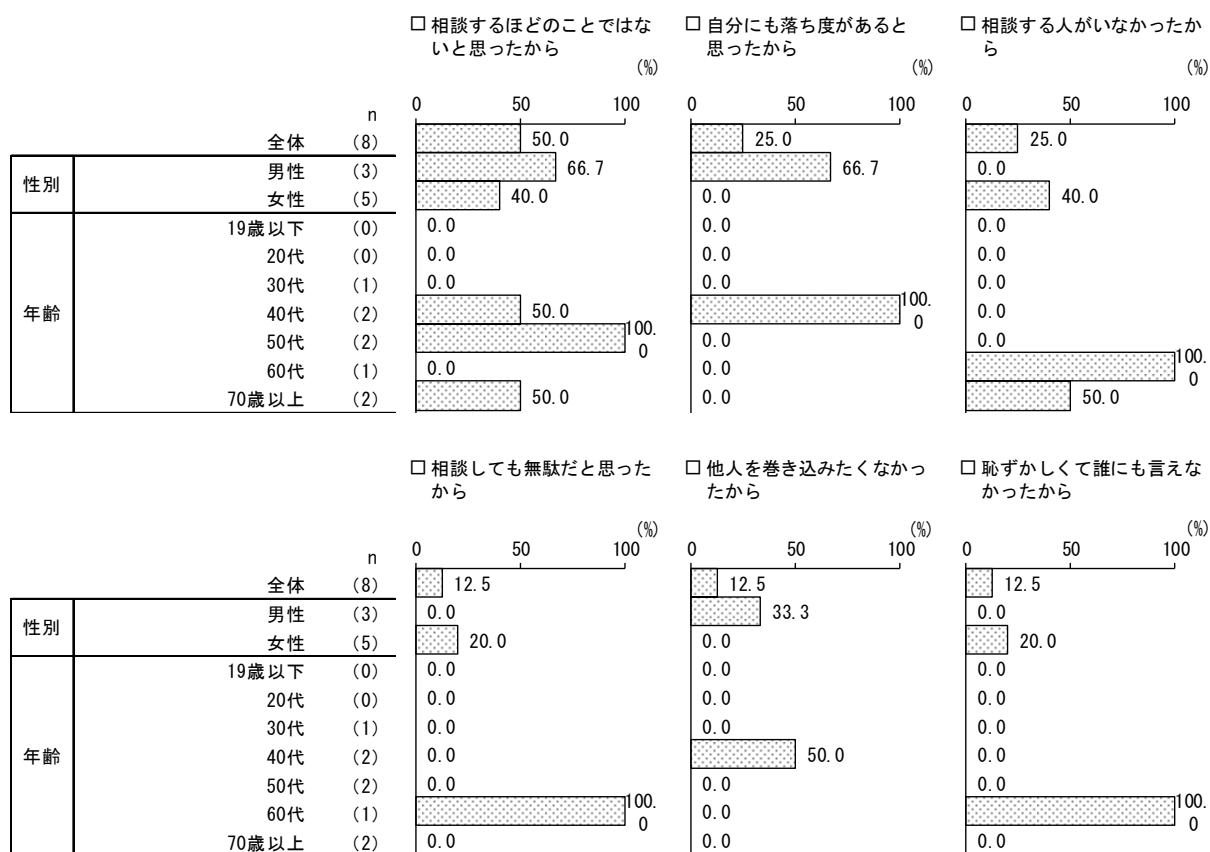 □ 相談するほどのことではな □ 自分にも落ち度があると □ 相談する人がいなかったか
いと思ったから 思ったから ら
(%) (%) (%)
n 0 50 100 0 50 100 0 50 100
全体 (8) 50.0 25.0 25.0
性別 男性 (3) 66.7 66.7 0.0
女性 (5) 40.0 0.0 40.0
年齢 19歳以下 (0) 0.0 0.0 0.0
20代 (0) 0.0 0.0 0.0
30代 (1) 0.0 0.0 0.0
40代 (2) 50.0 100.0 0.0
50代 (2) 100.0 0.0 0.0
60代 (1) 0.0 0.0 100.0
70歳以上 (2) 50.0 0.0 50.0
□ 相談しても無駄だと思った □ 他人を巻き込みたくなかっ □ 恥ずかしくて誰にも言えな
から たから かったから
(%) (%) (%)
n 0 50 100 0 50 100 0 50 100
全体 (8) 12.5 12.5 12.5
性別 男性 (3) 0.0 33.3 0.0
女性 (5) 20.0 0.0 20.0
年齢 19歳以下 (0) 0.0 0.0 0.0
20代 (0) 0.0 0.0 0.0
30代 (1) 0.0 0.0 0.0
40代 (2) 0.0 50.0 0.0
50代 (2) 0.0 0.0 0.0
60代 (1) 100.0 0.0 100.0
70歳以上 (2) 0.0 0.0 0.0